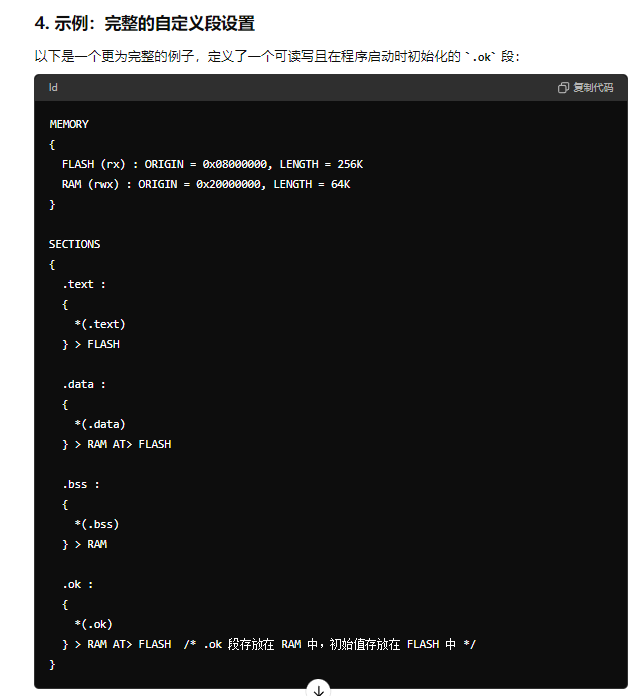 4. 示例：完整的自定义段设置
以下是一个更为完整的例子，定义了一个可读写且在程序启动时初始化的 `.ok` 段：
ld
复制代码
MEMORY
{
  FLASH (rx) : ORIGIN = 0x08000000, LENGTH = 256K
  RAM (rwx) : ORIGIN = 0x20000000, LENGTH = 64K
}
SECTIONS
{
  .text :
  {
    *(.text)
  } > FLASH
  .data :
  {
    *(.data)
  } > RAM AT> FLASH
  .bss :
  {
    *(.bss)
  } > RAM
  .ok :
  {
    *(.ok)
  } > RAM AT> FLASH  /* .ok 段存放在 RAM 中，初始值存放在 FLASH 中 */
}